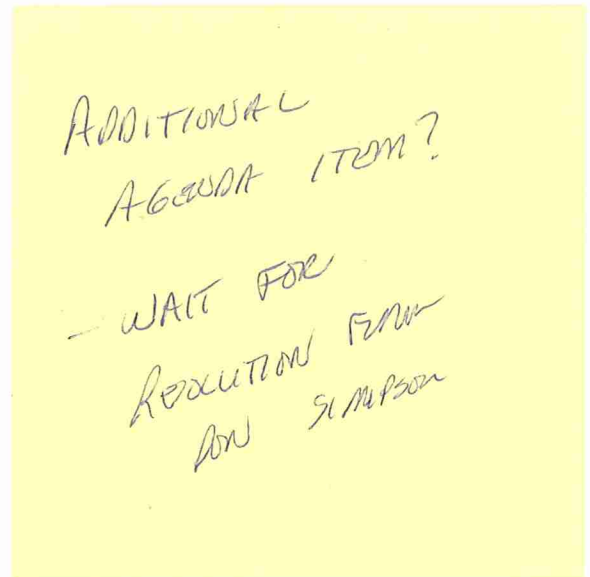 ADDITIONAL
AGENDA ITEM?
- WAIT FOR
RESOLUTION FROM
DON SIMPSON